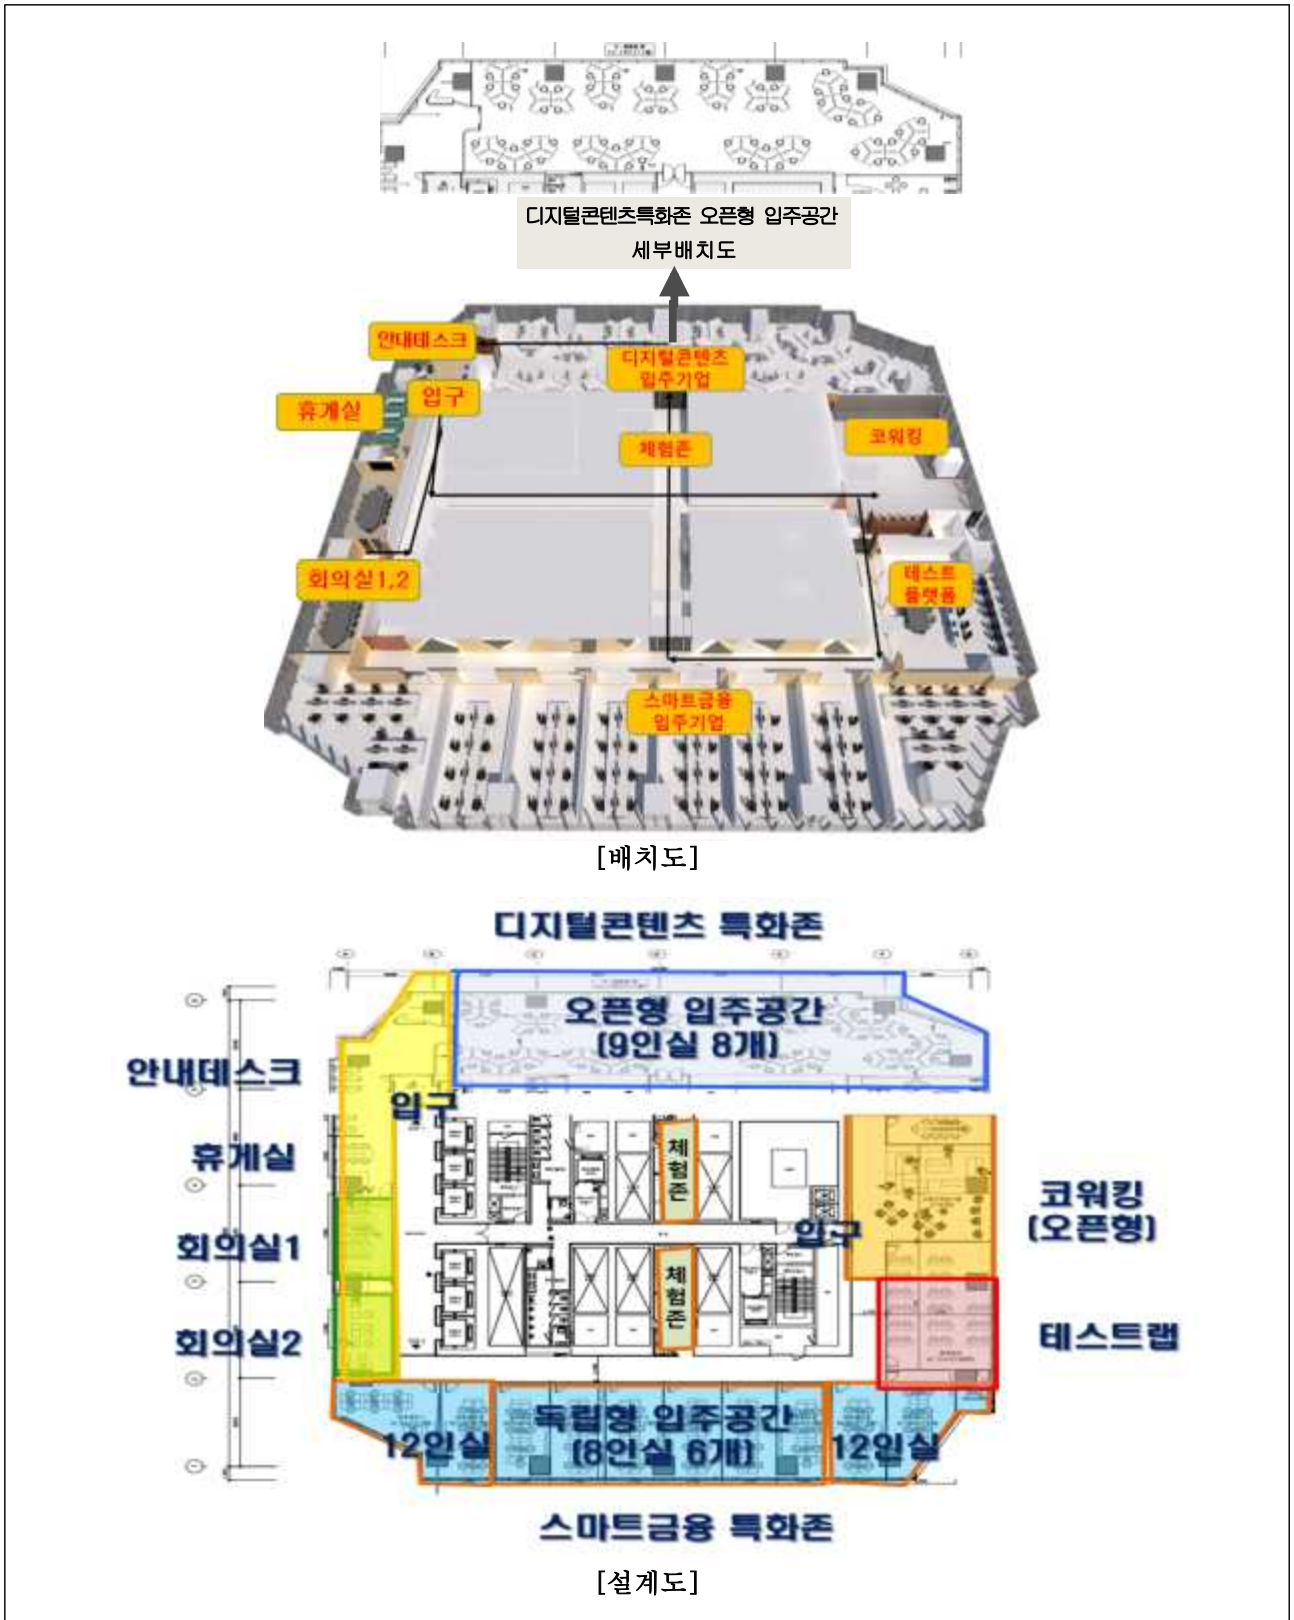 디지털콘텐츠특화존 오픈형 입주공간
세부배치도
안내데스크
디지털콘텐츠
입주기업
휴게실
입구
체험존
코워킹
회의실1,2
테스트
플랫폼
스마트금융
입주기업
[배치도]
디지털콘텐츠 특화존
오픈형 입주공간
(9인실 8개)
안내데스크
입구
휴게실
체험존
코워킹
(오픈형)
입구
회의실1
체험존
회의실2
테스트랩
독립형 입주공간
(8인실 6개)
12인실
12인실
스마트금융 특화존
[설계도]